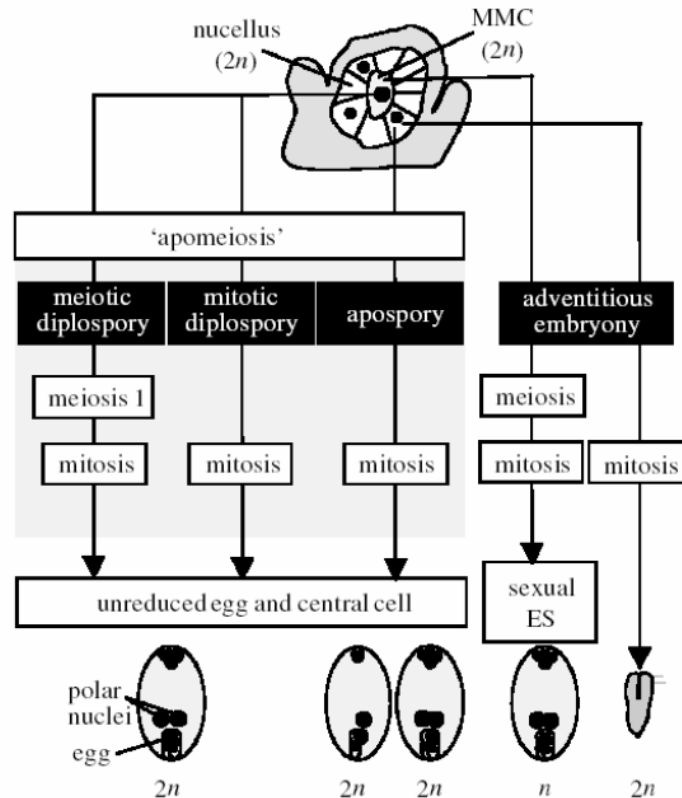 nucellus
(2n)
MMC
(2n)
‘apomeiosis’
meiotic
diplospory
mitotic
diplospory
apospory
adventitious
embryony
meiosis 1
meiosis
mitosis
mitosis
mitosis
mitosis
mitosis
unreduced egg and central cell
sexual
ES
polar
nuclei
egg
2n
2n
2n
n
2n